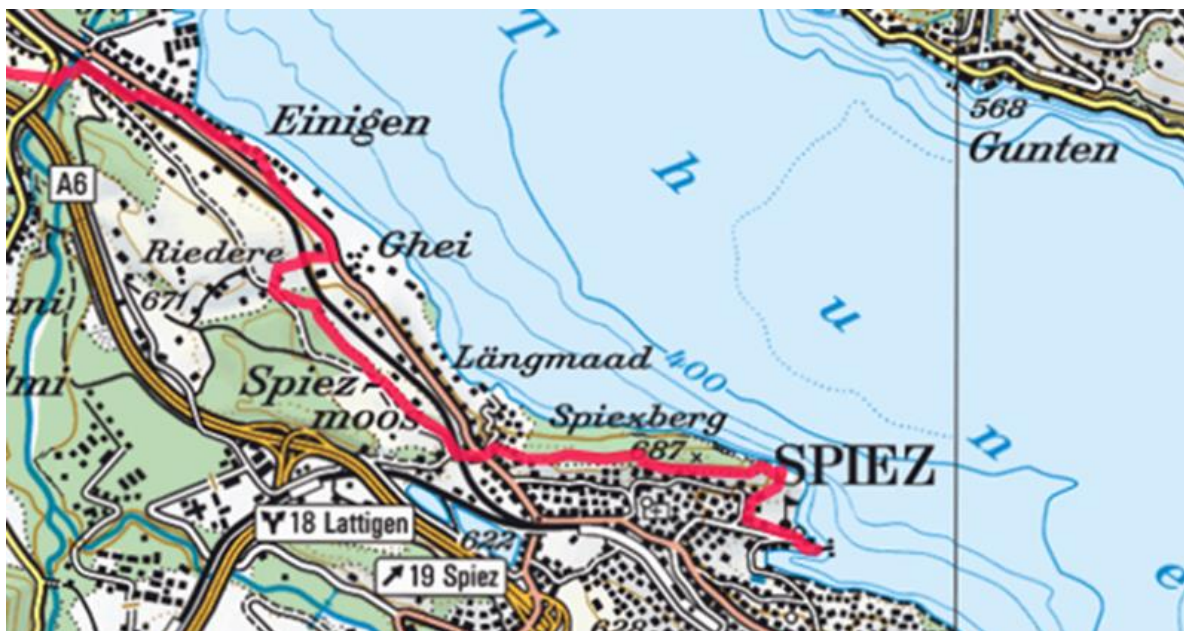 T
Einigen
568
Gunten
h
A6
Riedere
Ghei
671
u
Längmaad
400
Spiez-
moos
Spiezberg
687
n
SPIEZ
18 Lattigen
622
19 Spiez
e
628